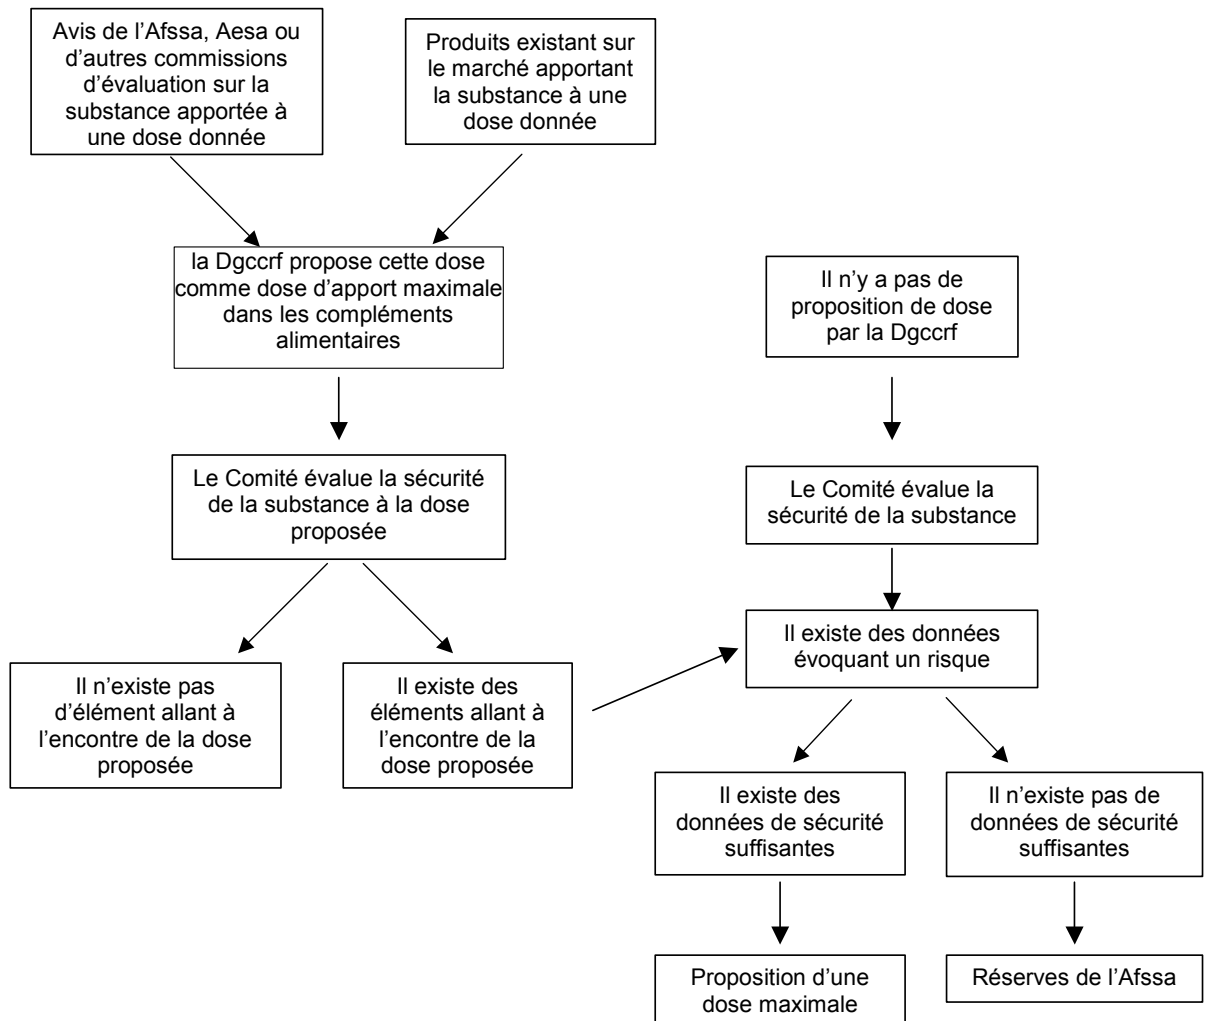 Avis de l’Afssa, Aesa ou
d’autres commissions
d’évaluation sur la
substance apportée à
une dose donnée
Produits existant sur
le marché apportant
la substance à une
dose donnée
la Dgccrf propose cette dose
comme dose d’apport maximale
dans les compléments
alimentaires
Il n’y a pas de
proposition de dose
par la Dgccrf
Le Comité évalue la sécurité
de la substance à la dose
proposée
Le Comité évalue la
sécurité de la substance
Il existe des données
évoquant un risque
Il n’existe pas
d’élément allant à
l’encontre de la dose
proposée
Il existe des
éléments allant à
l’encontre de la
dose proposée
Il existe des
données de sécurité
suffisantes
Il n’existe pas de
données de sécurité
suffisantes
Proposition d’une
dose maximale
Réserves de l’Afssa